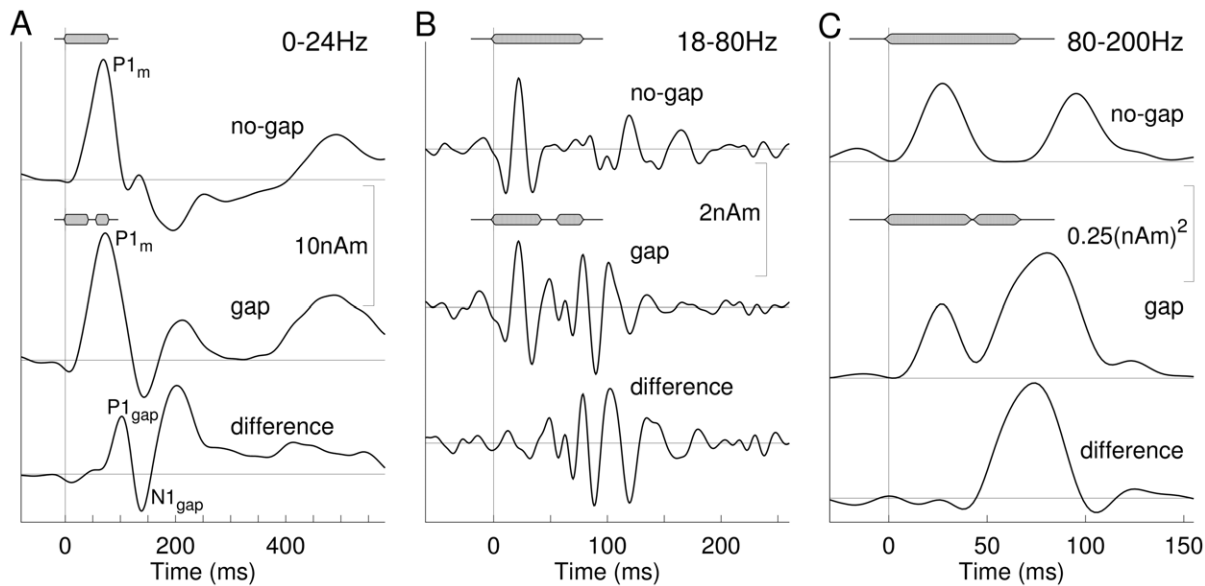 A
0-24Hz
P1m
no-gap
P1m
10nAm
gap
P1gap
difference
N1gap
0 200 400
Time (ms)
B
18-80Hz
no-gap
2nAm
gap
difference
0 100 200
Time (ms)
C
80-200Hz
no-gap
0.25(nAm)2
gap
difference
0 50 100 150
Time (ms)